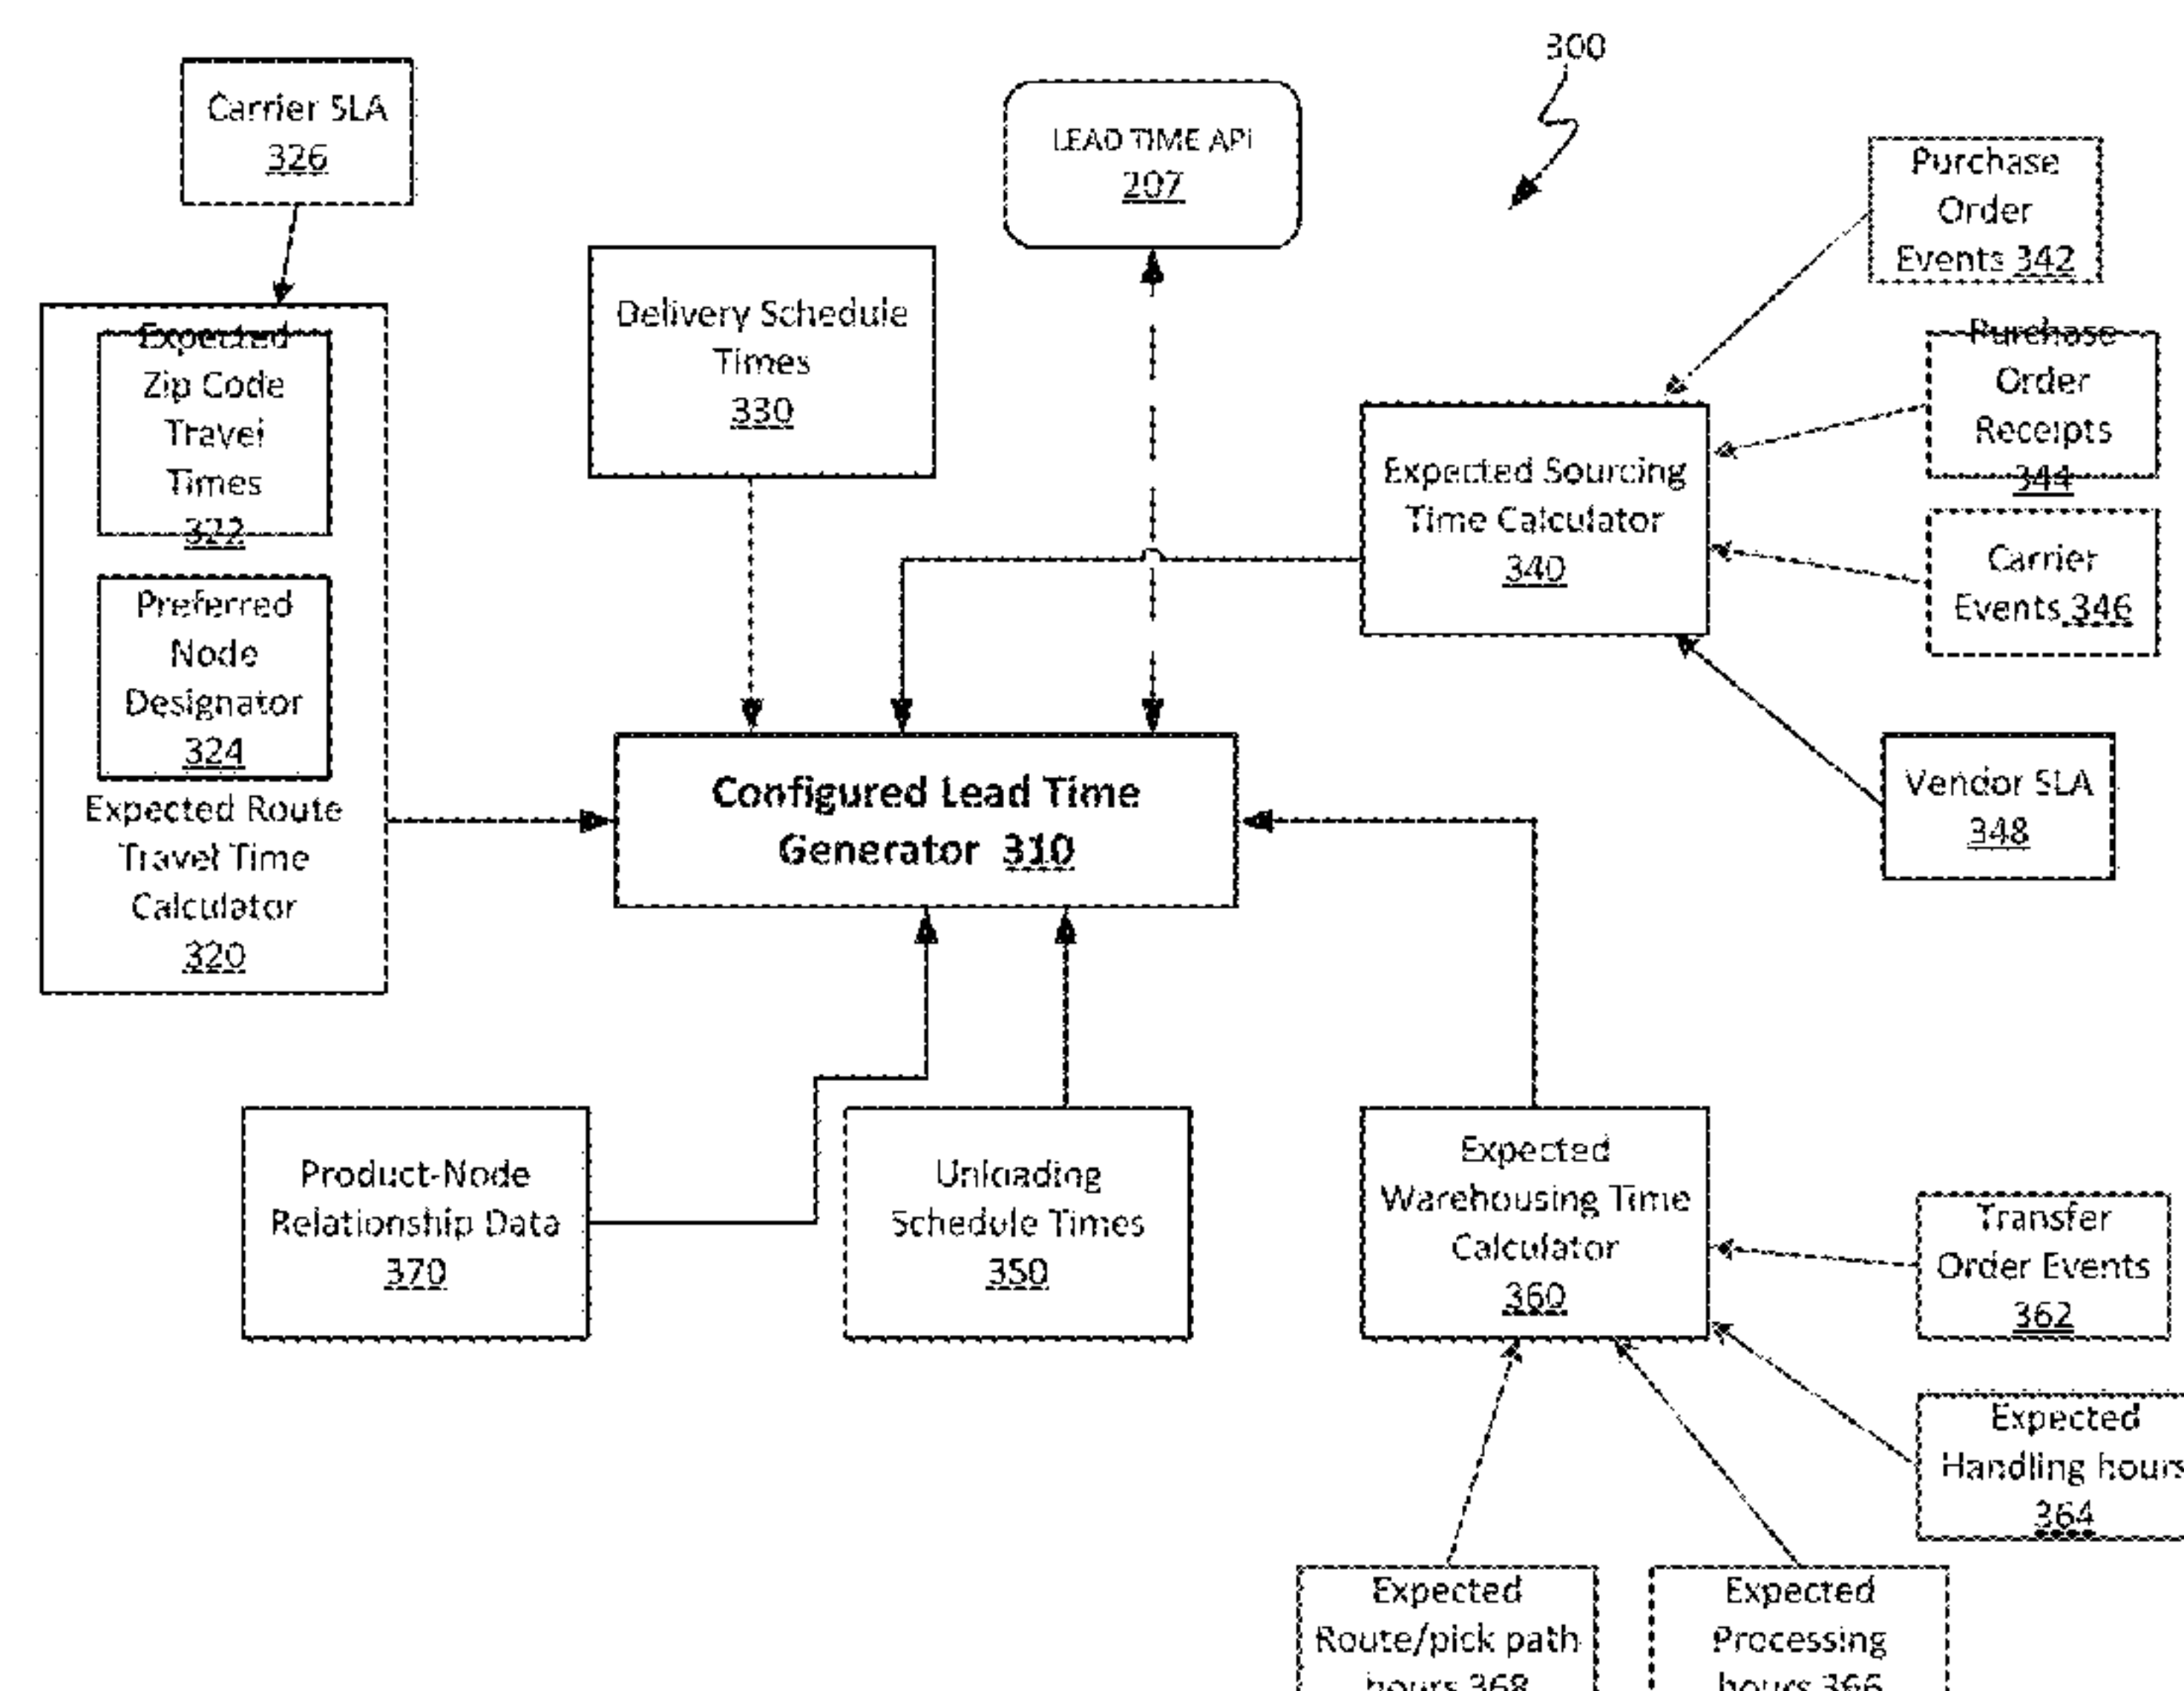 300
Carrier SLA
326
LEAD TIME API
207
Purchase
Order
Events 342
Delivery Schedule
Times
330
Expected
Zip Code
Travel
Times
322
Purchase
Order
Receipts
344
Expected Sourcing
Time Calculator
340
Carrier
Events 346
Preferred
Node
Designator
324
Expected Route
Travel Time
Calculator
320
Configured Lead Time
Generator 310
Vendor SLA
348
Product-Node
Relationship Data
370
Unloading
Schedule Times
350
Expected
Warehousing Time
Calculator
360
Transfer
Order Events
362
Expected
Handling hours
364
Expected
Route/pick path
hours 368
Expected
Processing
hours 366